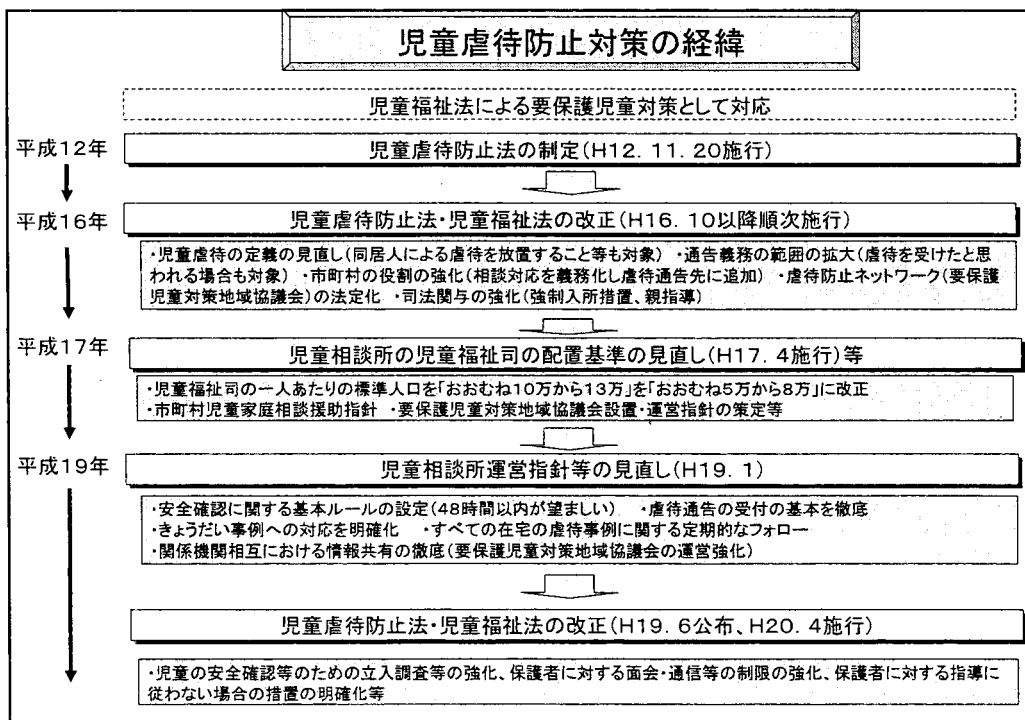 児童虐待防止対策の経緯
児童福祉法による要保護児童対策として対応
平成12年
児童虐待防止法の制定(H12.11.20施行)
平成16年
児童虐待防止法・児童福祉法の改正(H16.10以降順次施行)
・児童虐待の定義の見直し(同居人による虐待を放置すること等も対象) ・通告義務の範囲の拡大(虐待を受けたと思
われる場合も対象) ・市町村の役割の強化(相談対応を義務化し虐待通告先に追加) ・虐待防止ネットワーク(要保護
児童対策地域協議会)の法定化 ・司法関与の強化(強制入所措置、親指導)
平成17年
児童相談所の児童福祉司の配置基準の見直し(H17.4施行)等
・児童福祉司の一人あたりの標準人口を「おおむね10万から13万」を「おおむね5万から8万」に改正
・市町村児童家庭相談援助指針 ・要保護児童対策地域協議会設置・運営指針の策定等
平成19年
児童相談所運営指針等の見直し(H19.1)
・安全確認に関する基本ルールの設定(48時間以内が望ましい) ・虐待通告の受付の基本を徹底
・きょうだい事例への対応を明確化 ・すべての在宅の虐待事例に関する定期的なフォロー
・関係機関相互における情報共有の徹底(要保護児童対策地域協議会の運営強化)
児童虐待防止法・児童福祉法の改正(H19.6公布、H20.4施行)
・児童の安全確認等のための立入調査等の強化、保護者に対する面会・通信等の制限の強化、保護者に対する指導に
従わない場合の措置の明確化等